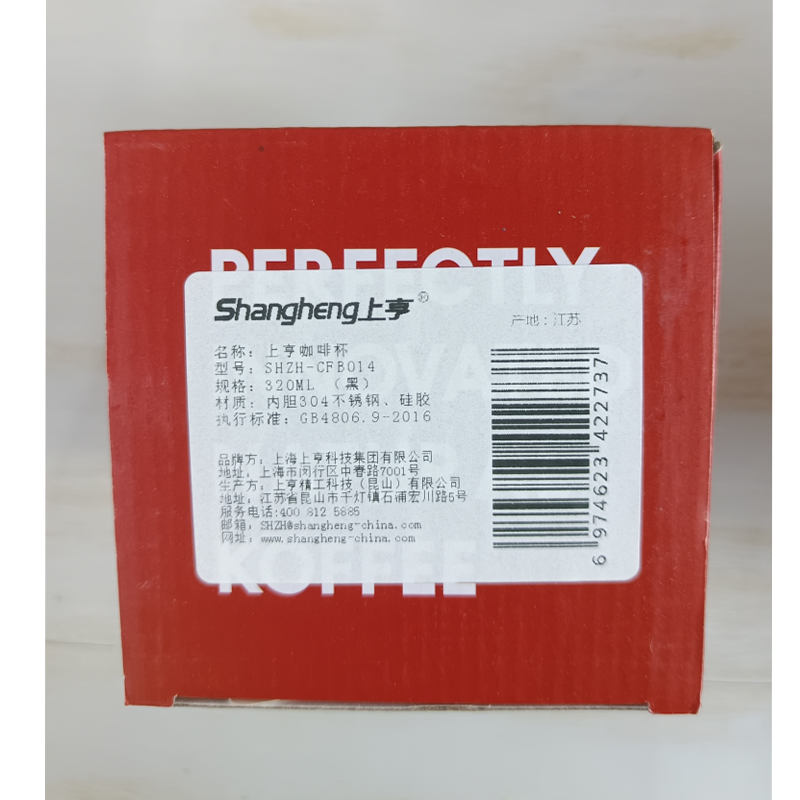 PERFECTLY
Shangheng上亨®
产地：江苏
名称：上亨咖啡杯
型号：SHZH-CFB014
规格：320ML （黑）
材质：内胆304不锈钢、硅胶
执行标准：GB4806.9-2016
品牌方：上海上亨科技集团有限公司
地址：上海市闵行区中春路7001号
生产方：上亨精工科技（昆山）有限公司
地址：江苏省昆山市千灯镇石浦宏川路5号
服务电话:400 812 5885
邮箱：SHZH@shangheng-china.com
网址：www.shangheng-china.com
6 974623 422737
KOFFEE